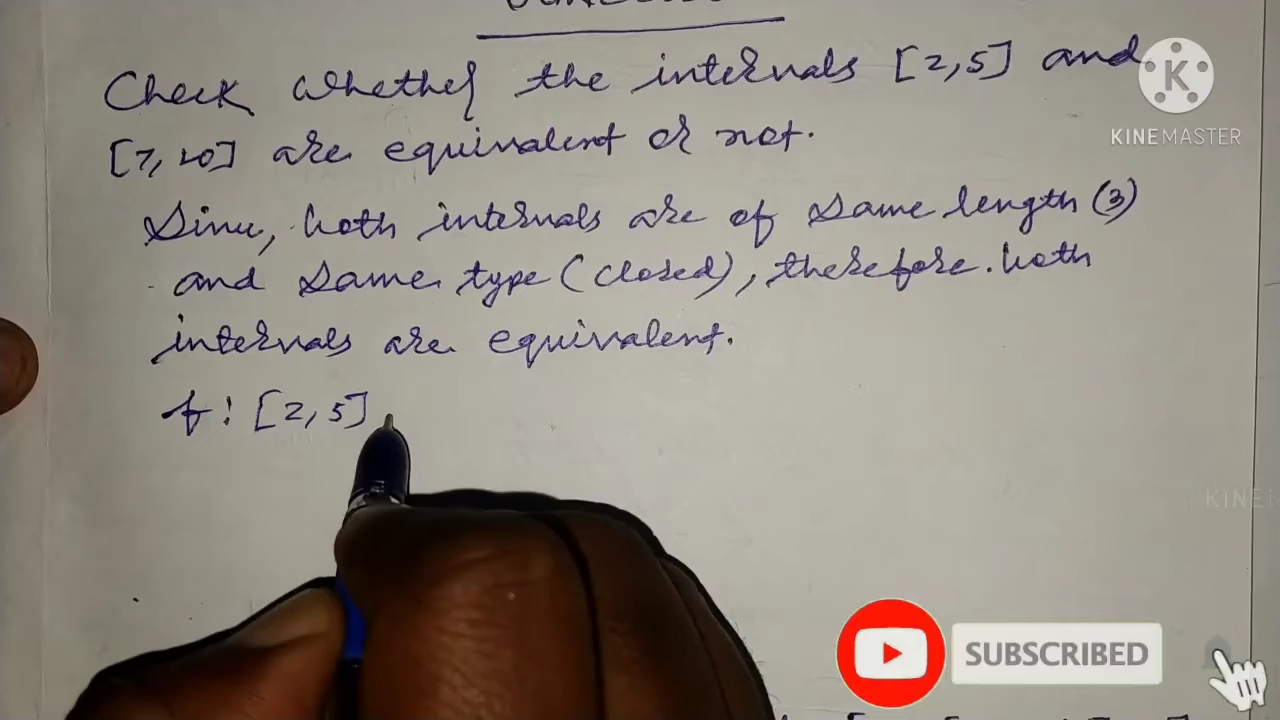 Check whether the intervals [2,5] and
[7,10] are equivalent or not.
Since, both intervals are of same length (3)
and same type (closed), therefore both
intervals are equivalent.
f: [2,5]
KINEMASTER
SUBSCRIBED